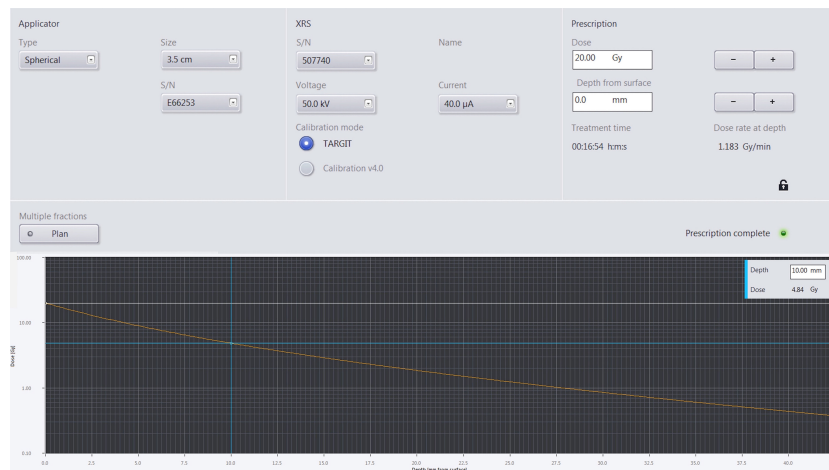 Applicator
XRS
Prescription
Type
Size
S/N
Name
Dose
Spherical
3.5 cm
507740
20.00 Gy
- +
S/N
Voltage
Current
Depth from surface
E66253
50.0 kV
40.0 µA
0.0 mm
- +
Calibration mode
Treatment time
Dose rate at depth
TARGIT
00:16:54 h:m:s
1.183 Gy/min
Calibration v4.0
Multiple fractions
Plan
Prescription complete
100.00
Depth 10.00 mm
Dose 4.84 Gy
10.00
Dose [Gy]
1.00
0.10
0.0 2.5 5.0 7.5 10.0 12.5 15.0 17.5 20.0 22.5 25.0 27.5 30.0 32.5 35.0 37.5 40.0
Depth [mm from surface]